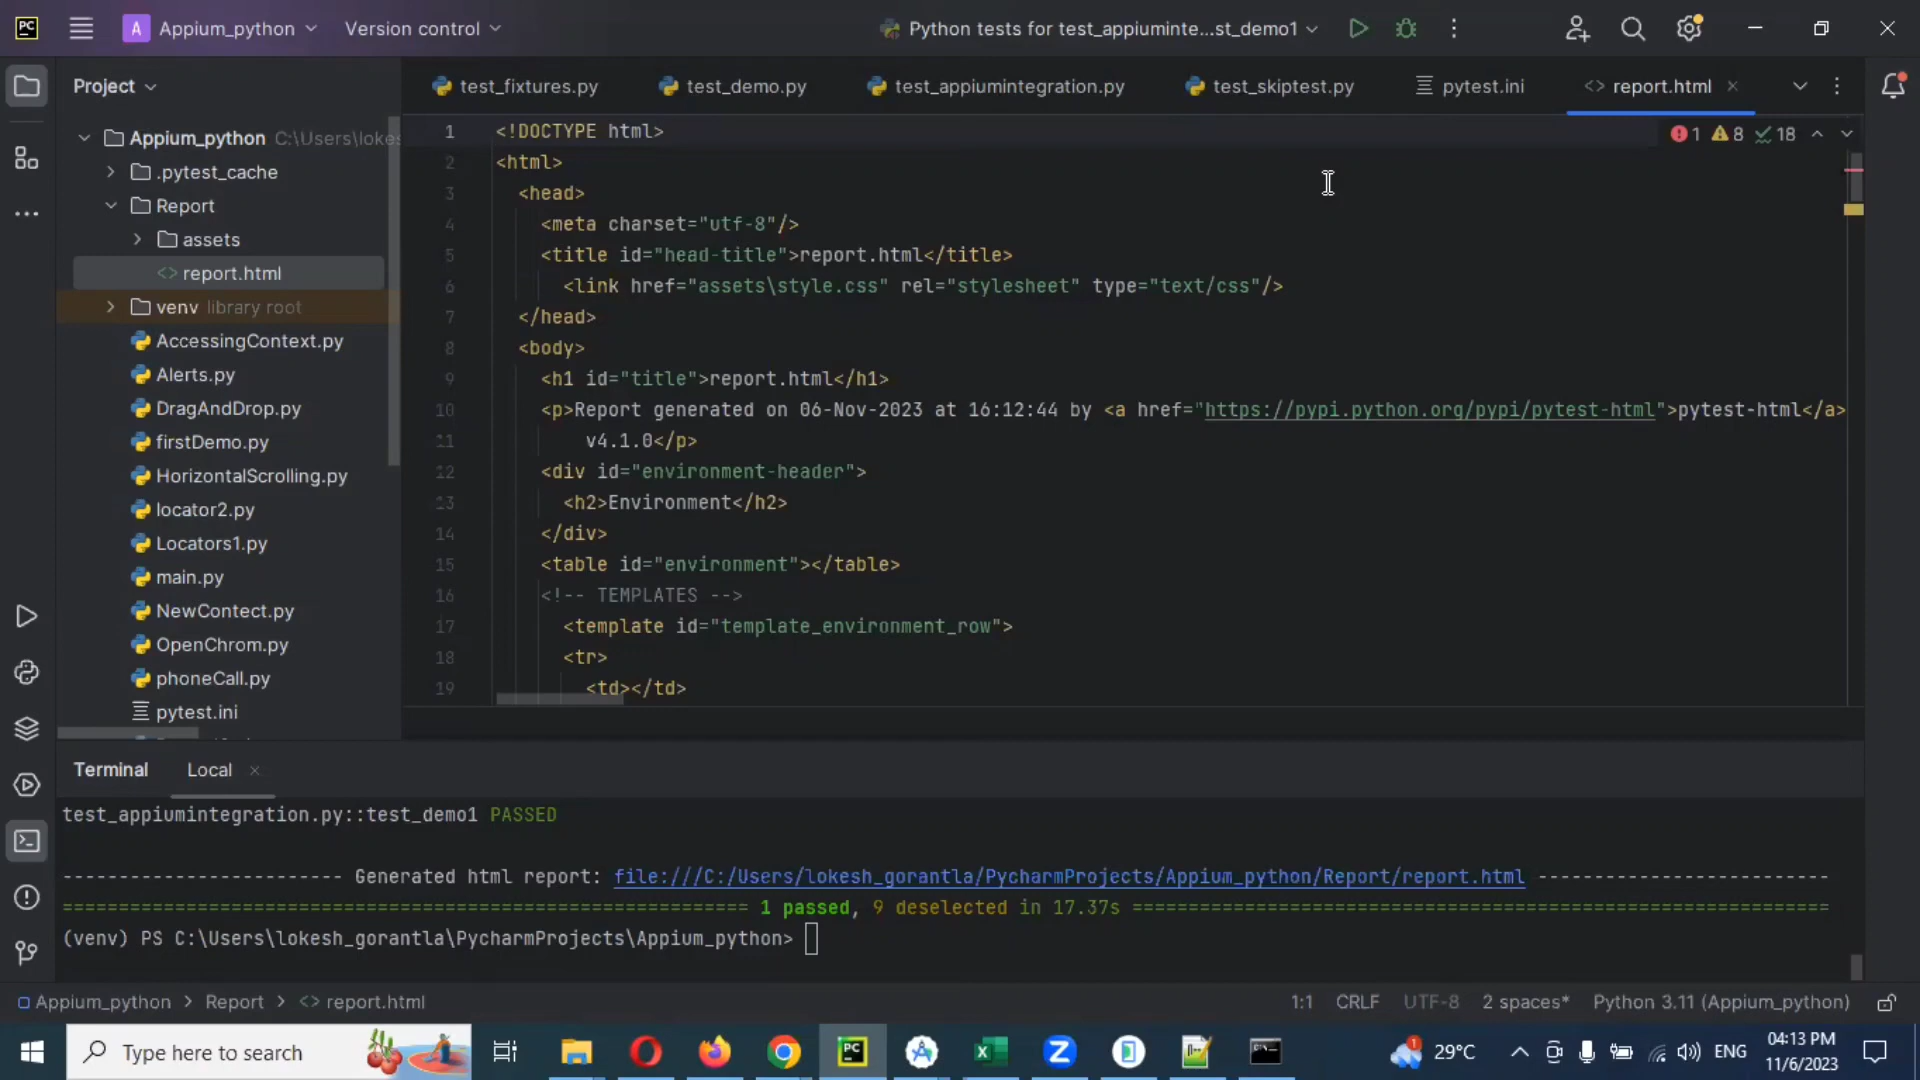 PC
A Appium_python
Version control
Python tests for test_appiuminte...st_demo1
Project
test_fixtures.py
test_demo.py
test_appiumintegration.py
test_skiptest.py
pytest.ini
<> report.html
Appium_python C:\Users\lokes
.pytest_cache
Report
assets
<> report.html
venv library root
AccessingContext.py
Alerts.py
DragAndDrop.py
firstDemo.py
HorizontalScrolling.py
locator2.py
Locators1.py
main.py
NewContect.py
OpenChrom.py
phoneCall.py
pytest.ini
1 8 18
1 <!DOCTYPE html>
2 <html>
3 <head>
4 <meta charset="utf-8"/>
5 <title id="head-title">report.html</title>
6 <link href="assets\style.css" rel="stylesheet" type="text/css"/>
7 </head>
8 <body>
9 <h1 id="title">report.html</h1>
10 <p>Report generated on 06-Nov-2023 at 16:12:44 by <a href="https://pypi.python.org/pypi/pytest-html">pytest-html</a>
11 v4.1.0</p>
12 <div id="environment-header">
13 <h2>Environment</h2>
14 </div>
15 <table id="environment"></table>
16 <!-- TEMPLATES -->
17 <template id="template_environment_row">
18 <tr>
19 <td></td>
Terminal Local
test_appiumintegration.py::test_demo1 PASSED
------------------------ Generated html report: file:///C:/Users/lokesh_gorantla/PycharmProjects/Appium_python/Report/report.html --------------------------
============================================================= 1 passed, 9 deselected in 17.37s ==============================================================
(venv) PS C:\Users\lokesh_gorantla\PycharmProjects\Appium_python>
Appium_python > Report > <> report.html
1:1 CRLF UTF-8 2 spaces* Python 3.11 (Appium_python)
Type here to search
PC
1 29°C
ENG
04:13 PM
11/6/2023